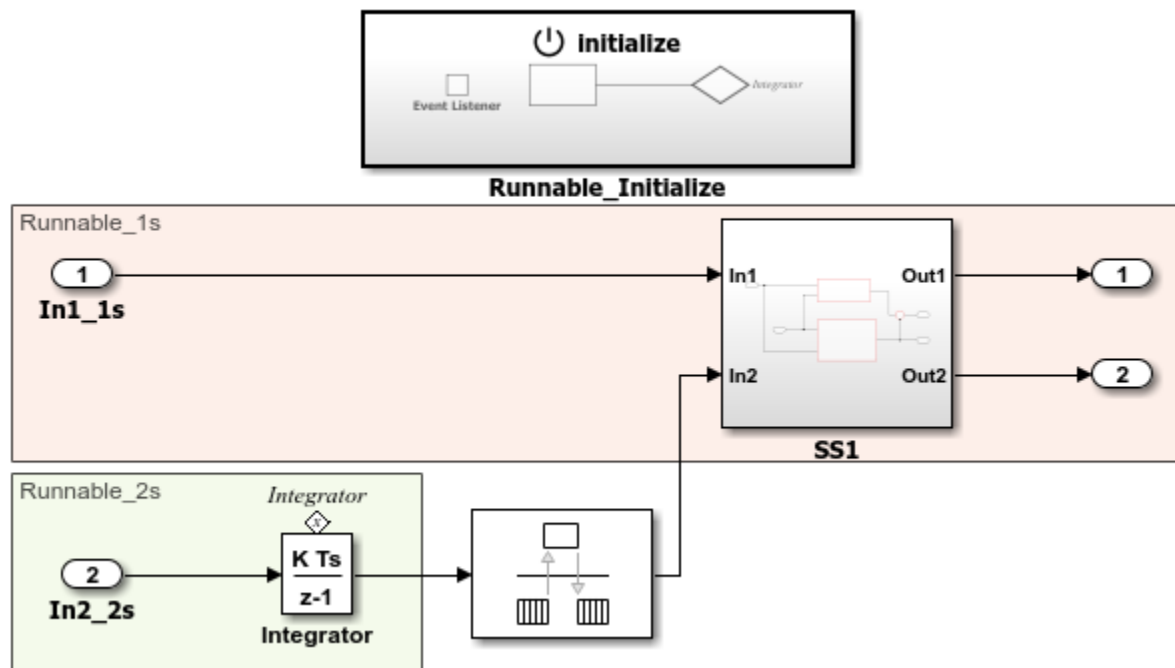 initialize
Event Listener
Integrator
Runnable_Initialize
Runnable_1s
1
In1_1s
In1
Out1
1
In2
Out2
2
SS1
Runnable_2s
Integrator
x
2
In2_2s
K Ts
z-1
Integrator